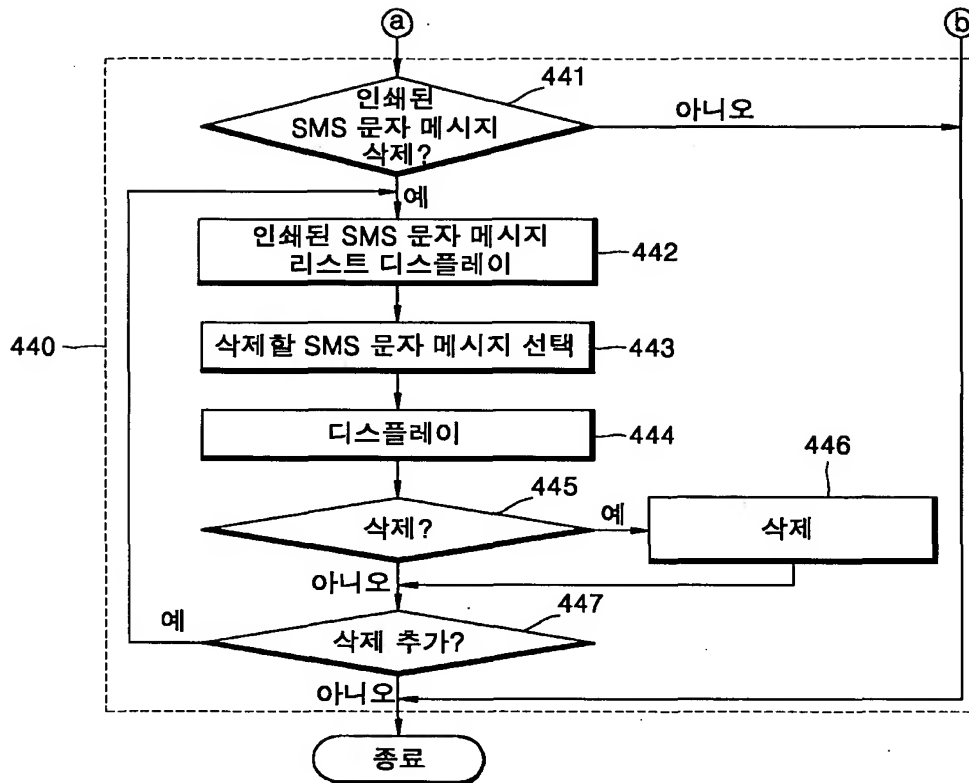 ⓐ
ⓑ
441
인쇄된
SMS 문자 메시지
삭제?
아니오
예
인쇄된 SMS 문자 메시지
리스트 디스플레이
442
440
삭제할 SMS 문자 메시지 선택
443
디스플레이
444
445
446
삭제?
예
삭제
아니오
447
예
삭제 추가?
아니오
종료